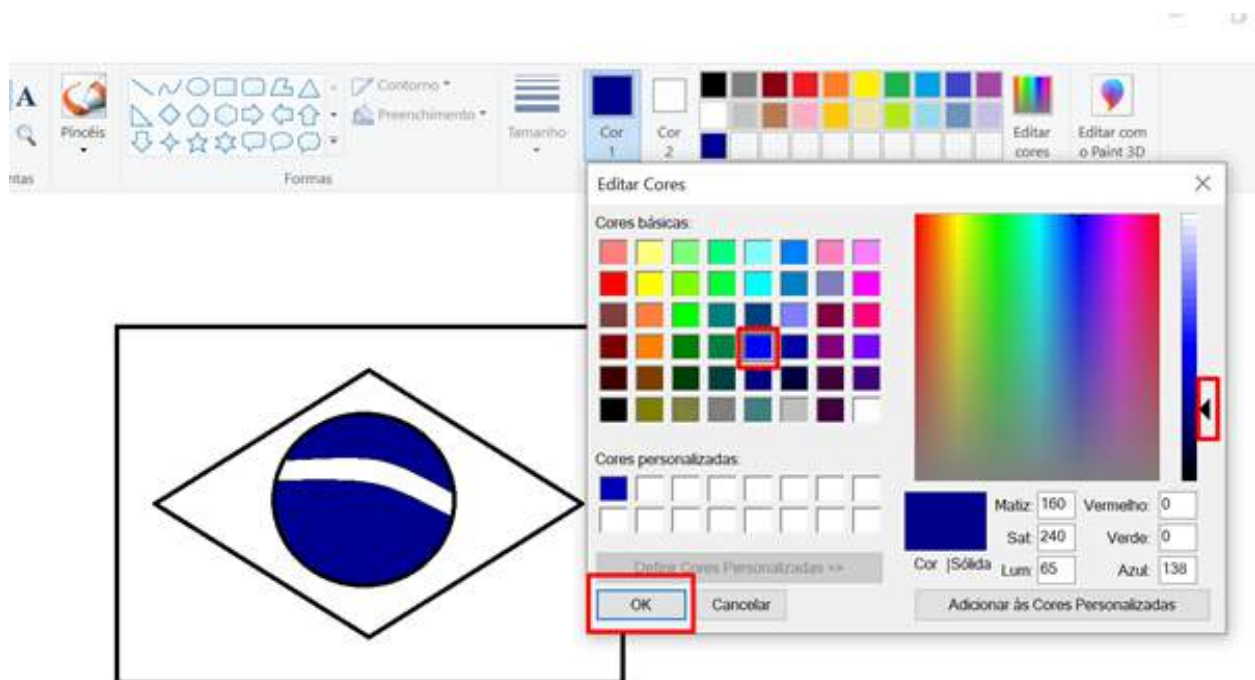 A
Contorno
Preenchimento
Pincéis
Tamanho
Cor
1
Cor
2
Editar
cores
Editar com
o Paint 3D
Formas
Editar Cores
Cores básicas:
Cores personalizadas:
Definir Cores Personalizadas >>
OK
Cancelar
Cor |Sólida
Matiz: 160
Sat: 240
Lum: 65
Vermelho: 0
Verde: 0
Azul: 138
Adicionar às Cores Personalizadas